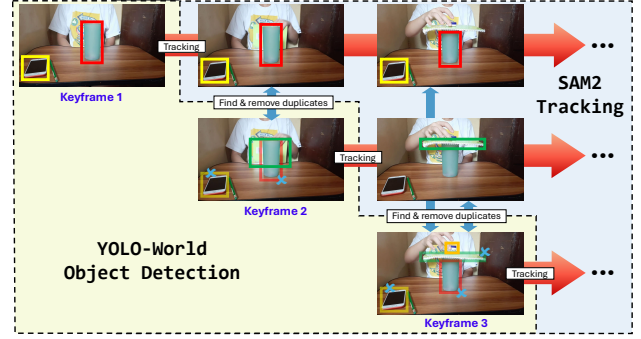 Tracking
•••
Keyframe 1
SAM2
Tracking
Find & remove duplicates
Tracking
•••
Keyframe 2
Find & remove duplicates
YOLO-World
Object Detection
Tracking
•••
Keyframe 3